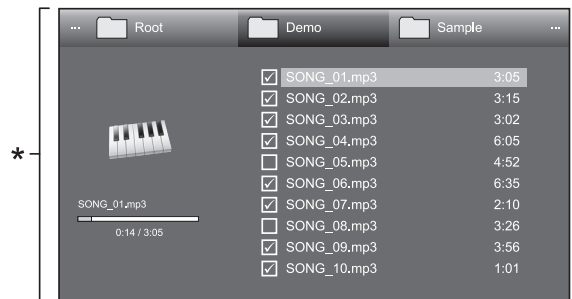 ... Root Demo Sample ...
SONG_01.mp3 3:05
SONG_02.mp3 3:15
SONG_03.mp3 3:02
SONG_04.mp3 6:05
SONG_05.mp3 4:52
SONG_06.mp3 6:35
SONG_07.mp3 2:10
SONG_08.mp3 3:26
SONG_09.mp3 3:56
SONG_10.mp3 1:01
*
SONG_01.mp3
0:14 / 3:05